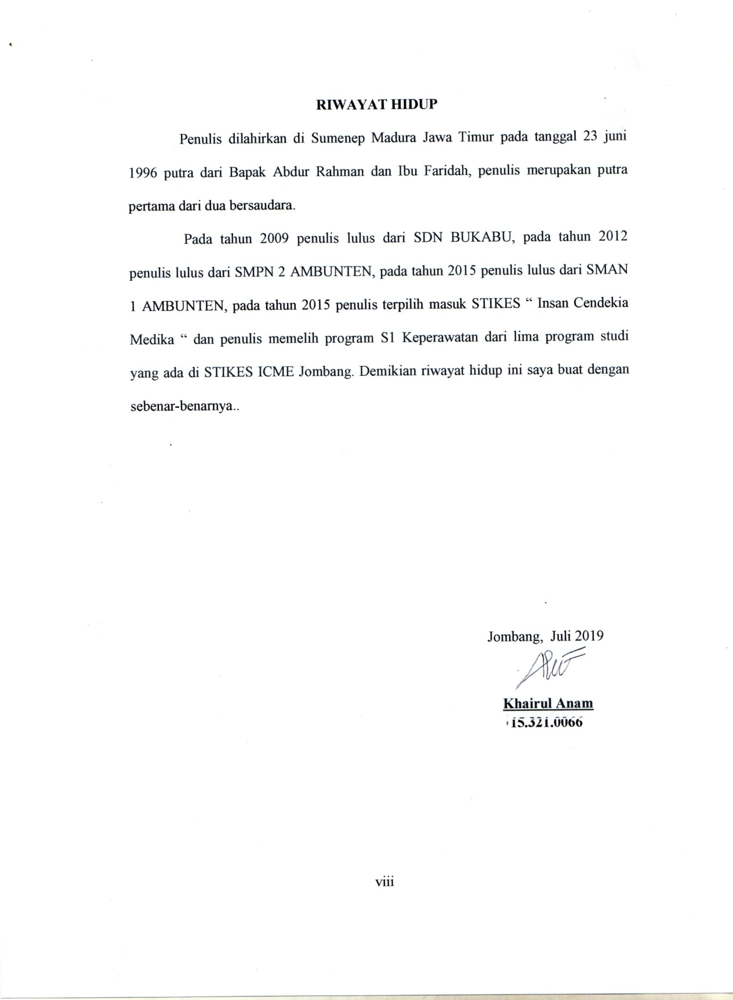 RIWAYAT HIDUP
Penulis dilahirkan di Sumenep Madura Jawa Timur pada tanggal 23 juni
1996 putra dari Bapak Abdur Rahman dan Ibu Faridah, penulis merupakan putra
pertama dari dua bersaudara.
Pada tahun 2009 penulis lulus dari SDN BUKABU, pada tahun 2012
penulis lulus dari SMPN 2 AMBUNTEN, pada tahun 2015 penulis lulus dari SMAN
1 AMBUNTEN, pada tahun 2015 penulis terpilih masuk STIKES “ Insan Cendekia
Medika “ dan penulis memelih program S1 Keperawatan dari lima program studi
yang ada di STIKES ICME Jombang. Demikian riwayat hidup ini saya buat dengan
sebenar-benarnya..
Jombang, Juli 2019
Khairul Anam
15.321.0066
viii